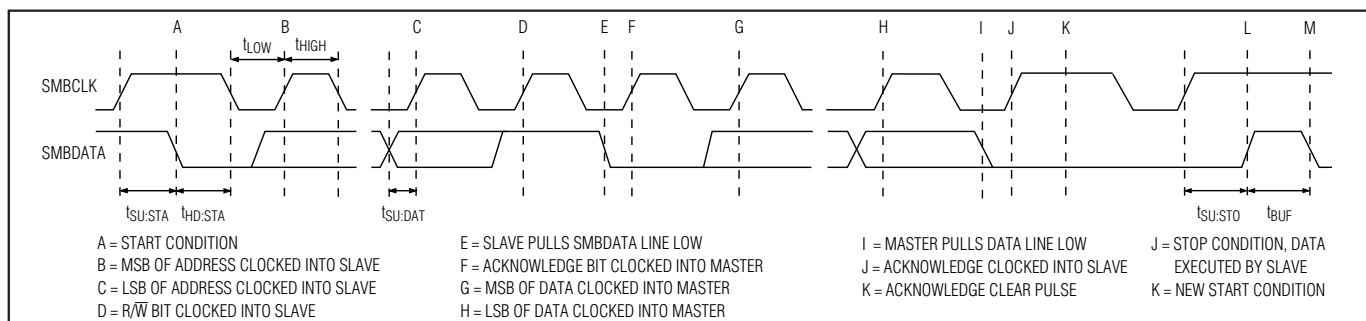 A B C D E F G H I J K L M
tLOW tHIGH
SMBCLK
SMBDATA
tSU:STA tHD:STA tSU:DAT tSU:STO tBUF
A = START CONDITION
B = MSB OF ADDRESS CLOCKED INTO SLAVE
C = LSB OF ADDRESS CLOCKED INTO SLAVE
D = R/W̅ BIT CLOCKED INTO SLAVE
E = SLAVE PULLS SMBDATA LINE LOW
F = ACKNOWLEDGE BIT CLOCKED INTO MASTER
G = MSB OF DATA CLOCKED INTO MASTER
H = LSB OF DATA CLOCKED INTO MASTER
I = MASTER PULLS DATA LINE LOW
J = ACKNOWLEDGE CLOCKED INTO SLAVE
K = ACKNOWLEDGE CLEAR PULSE
J = STOP CONDITION, DATA
EXECUTED BY SLAVE
K = NEW START CONDITION